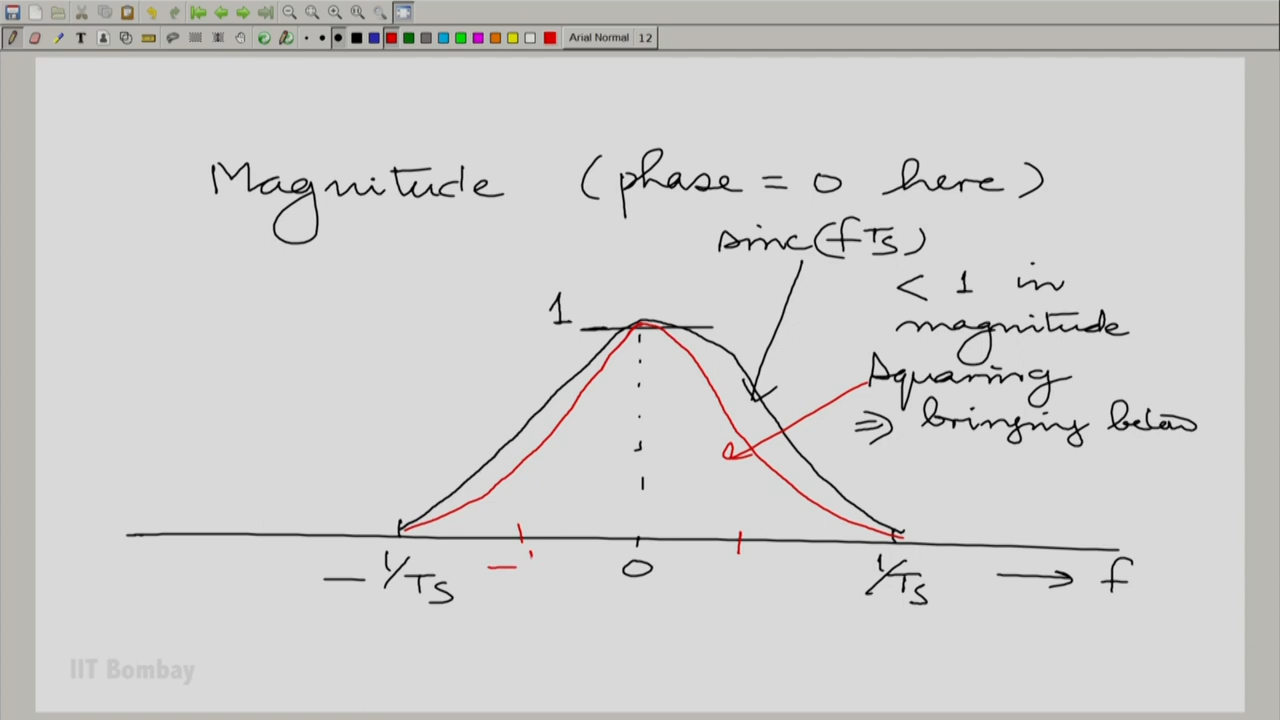 Arial Normal 12
Magnitude (phase = 0 here)
sinc(fTs)
< 1 in
magnitude
1
Squaring
⇒ bringing below
− 1/Ts − 0 1/Ts → f
IIT Bombay